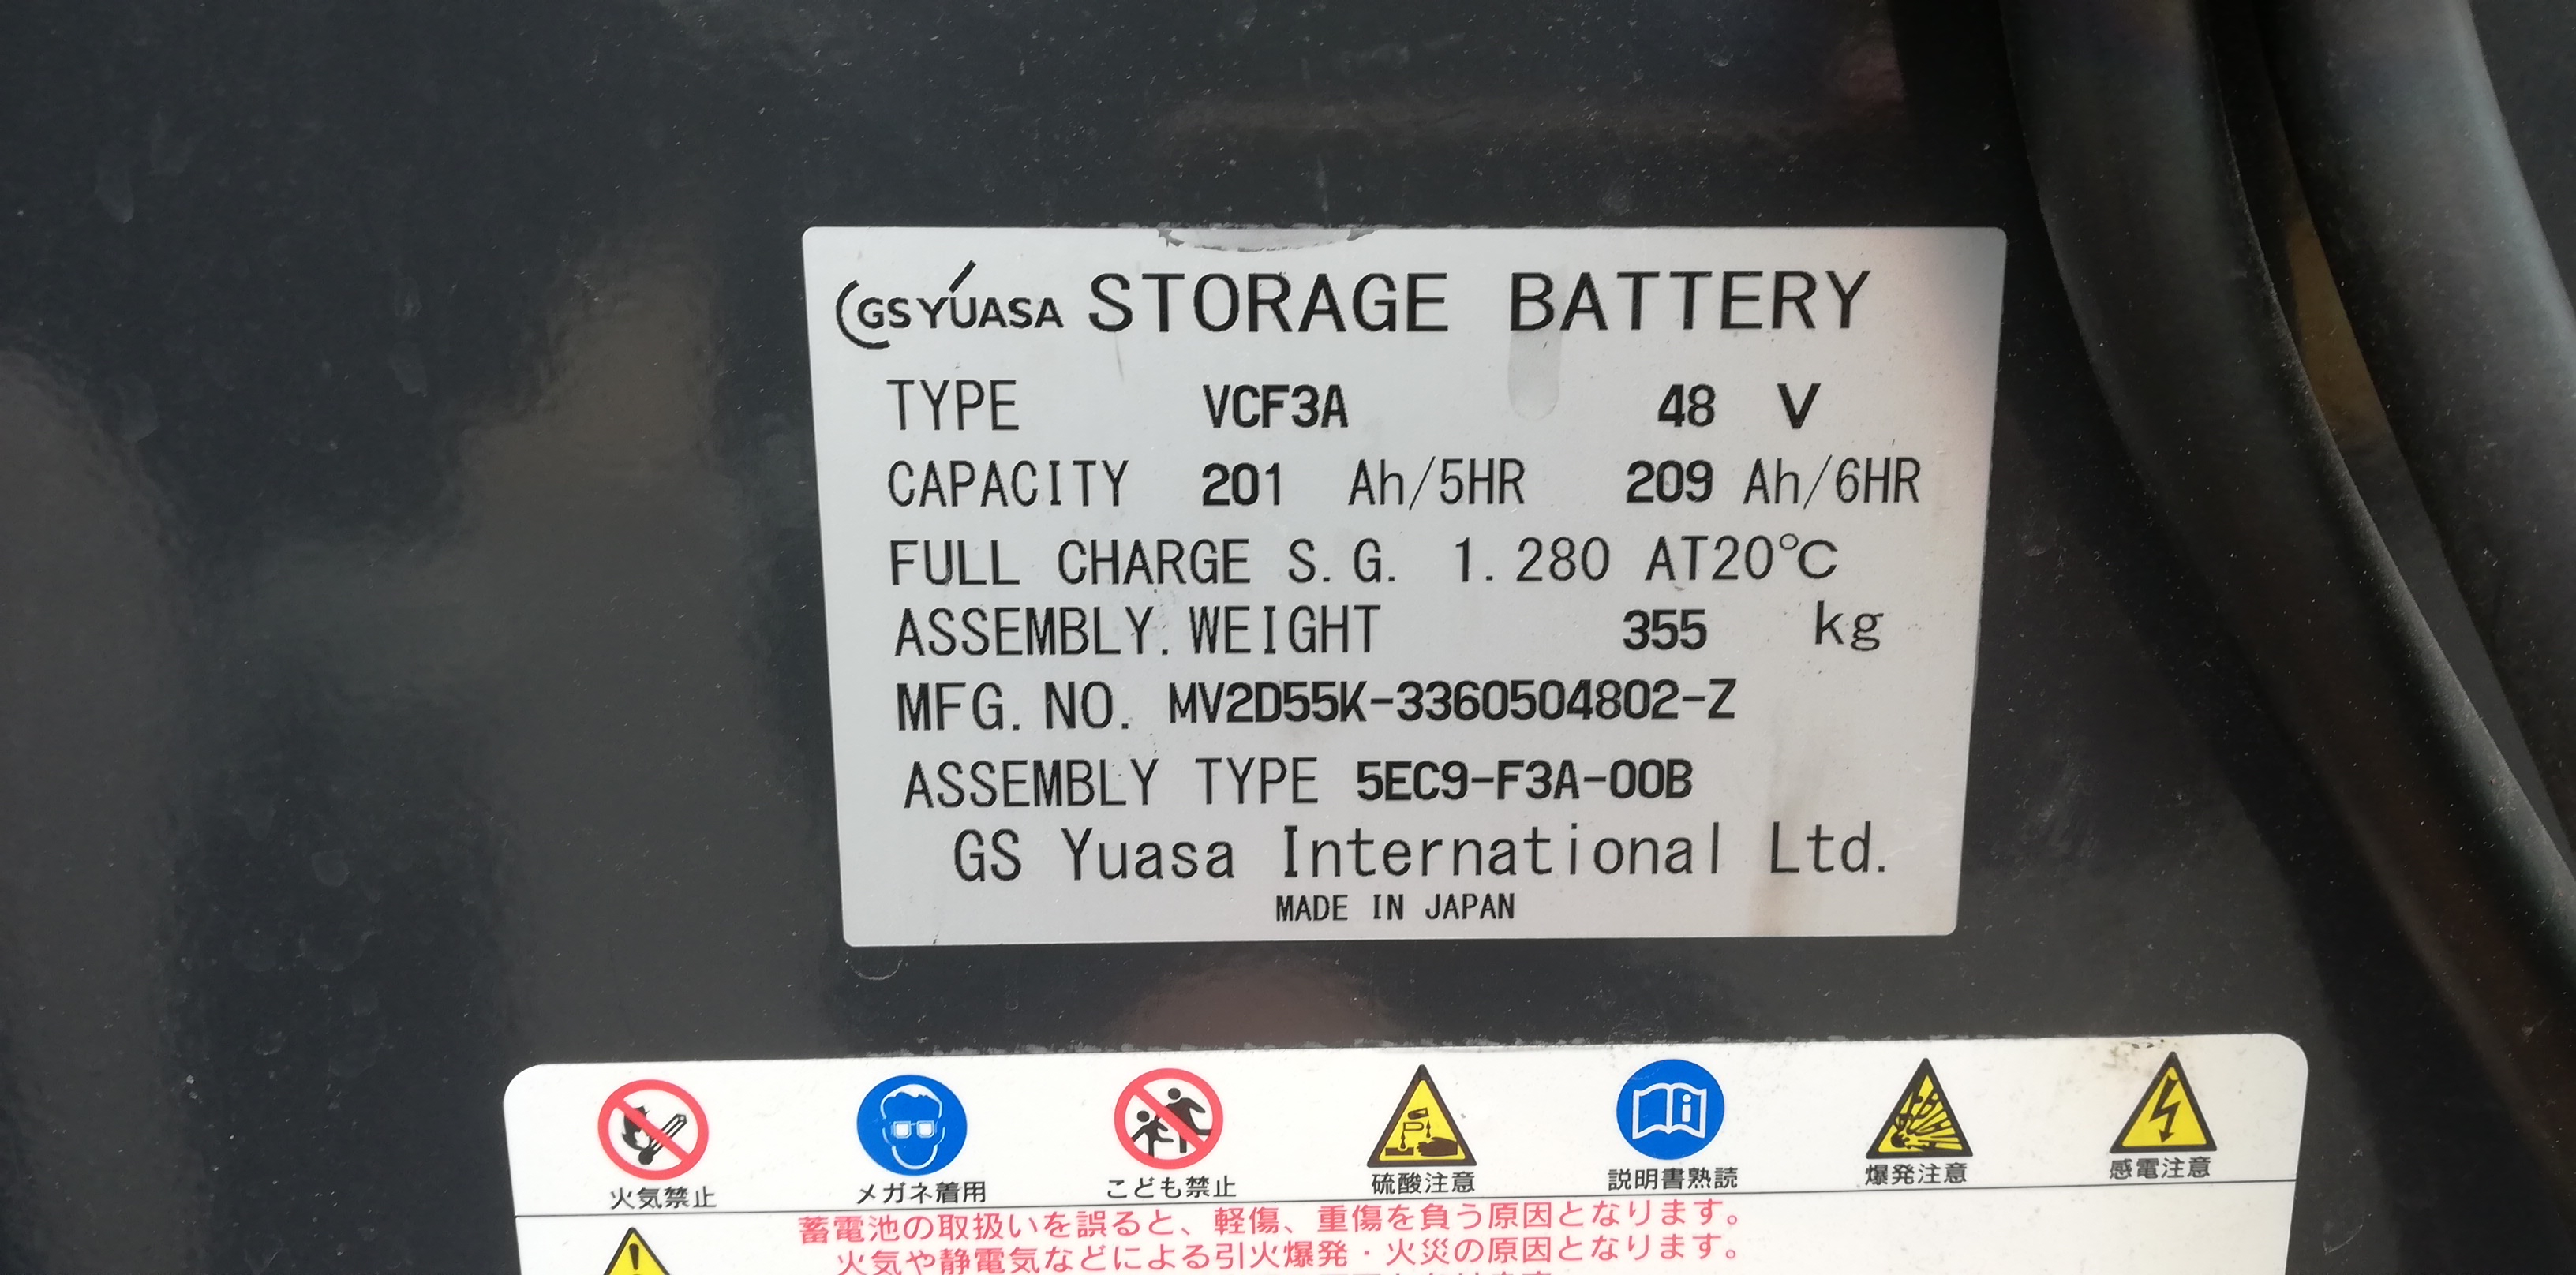 GS YUASA STORAGE BATTERY
TYPE VCF3A 48 V
CAPACITY 201 Ah/5HR 209 Ah/6HR
FULL CHARGE S.G. 1.280 AT20℃
ASSEMBLY.WEIGHT 355 kg
MFG.NO. MV2D55K-3360504802-Z
ASSEMBLY TYPE 5EC9-F3A-00B
GS Yuasa International Ltd.
MADE IN JAPAN
火気禁止 メガネ着用 こども禁止 硫酸注意 説明書熟読 爆発注意 感電注意
蓄電池の取扱いを誤ると、軽傷、重傷を負う原因となります。
火気や静電気などによる引火爆発・火災の原因となります。